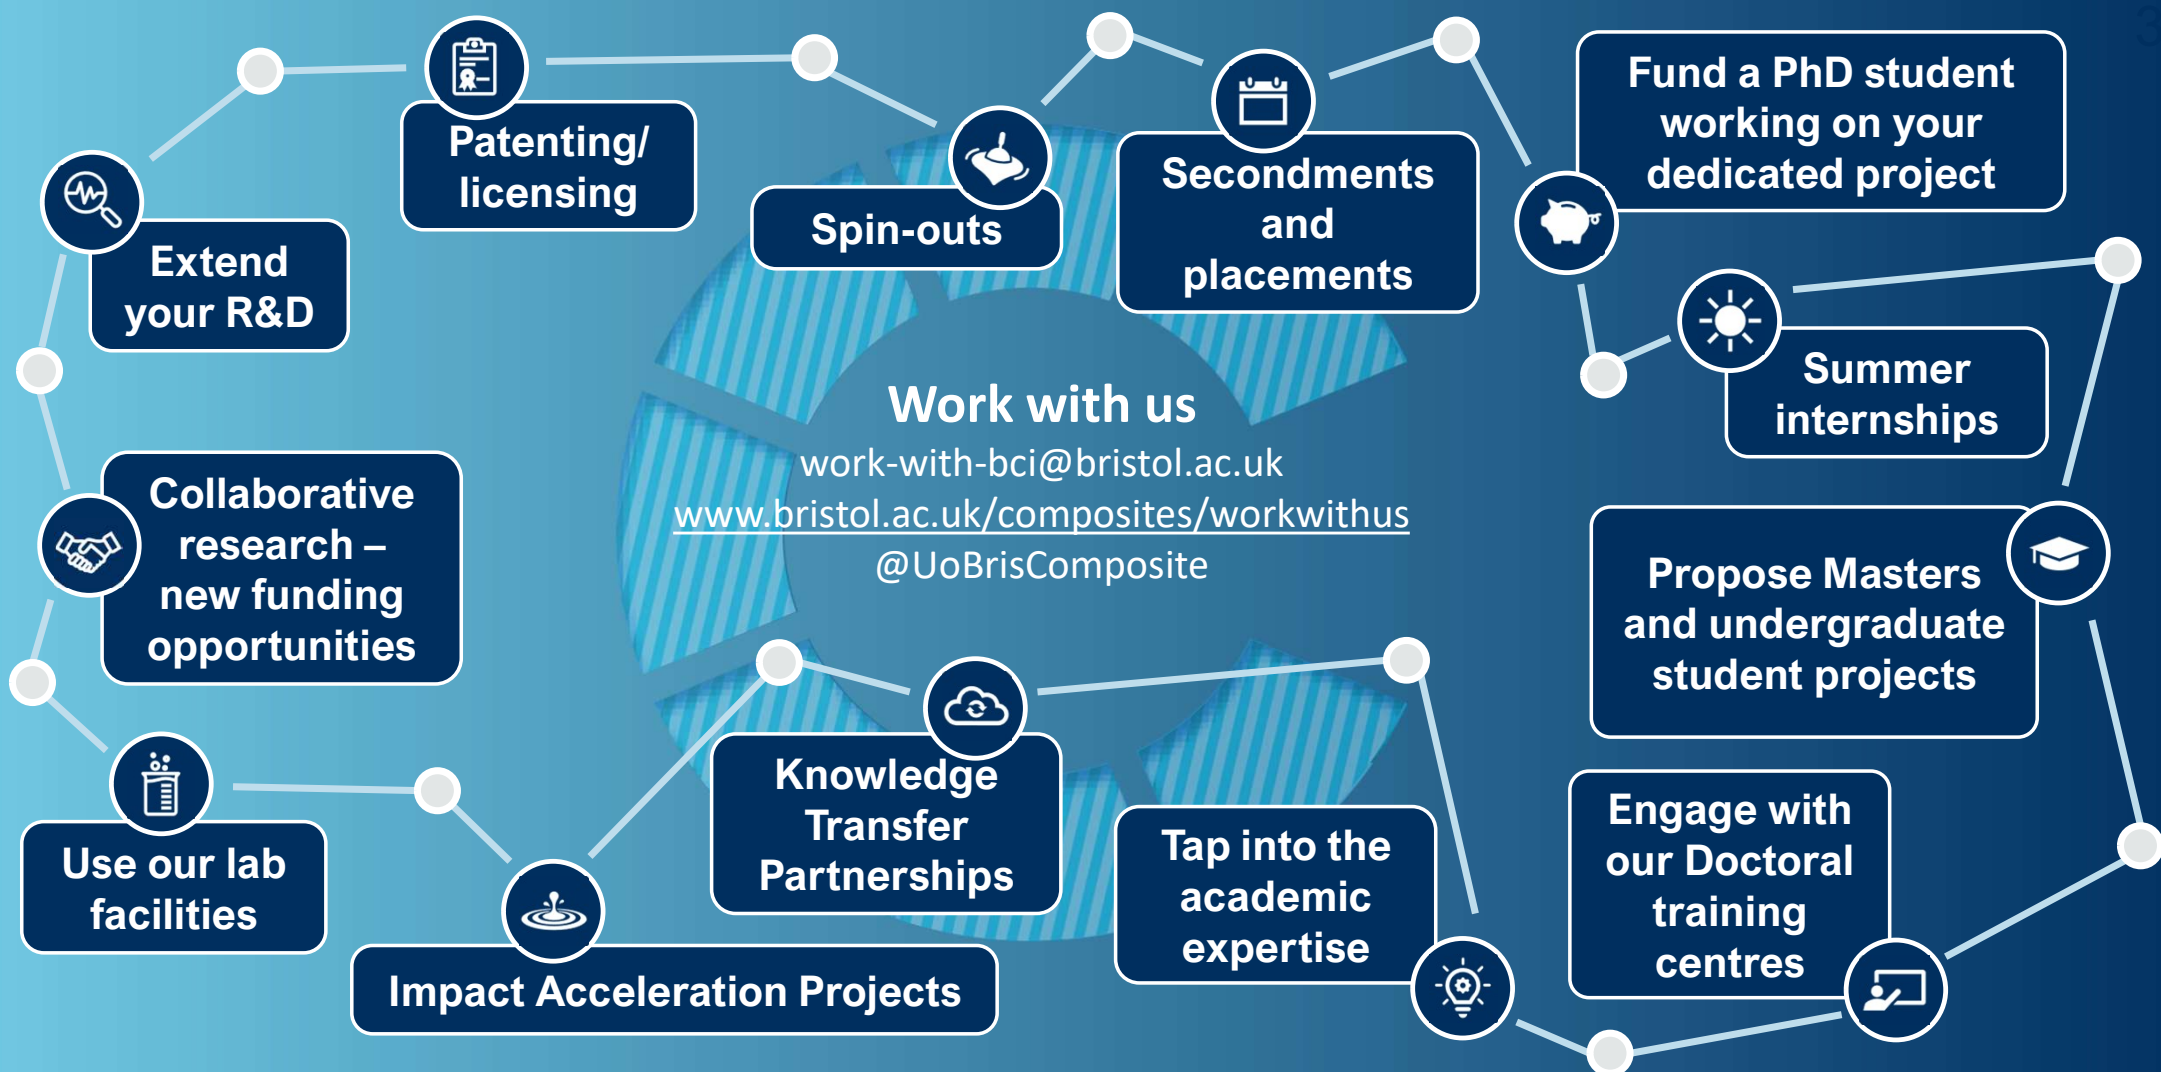 3
Patenting/
licensing
Spin-outs
Secondments
and
placements
Fund a PhD student
working on your
dedicated project
Extend
your R&D
Summer
internships
Work with us
work-with-bci@bristol.ac.uk
www.bristol.ac.uk/composites/workwithus
@UoBrisComposite
Collaborative
research –
new funding
opportunities
Propose Masters
and undergraduate
student projects
Use our lab
facilities
Impact Acceleration Projects
Knowledge
Transfer
Partnerships
Tap into the
academic
expertise
Engage with
our Doctoral
training
centres